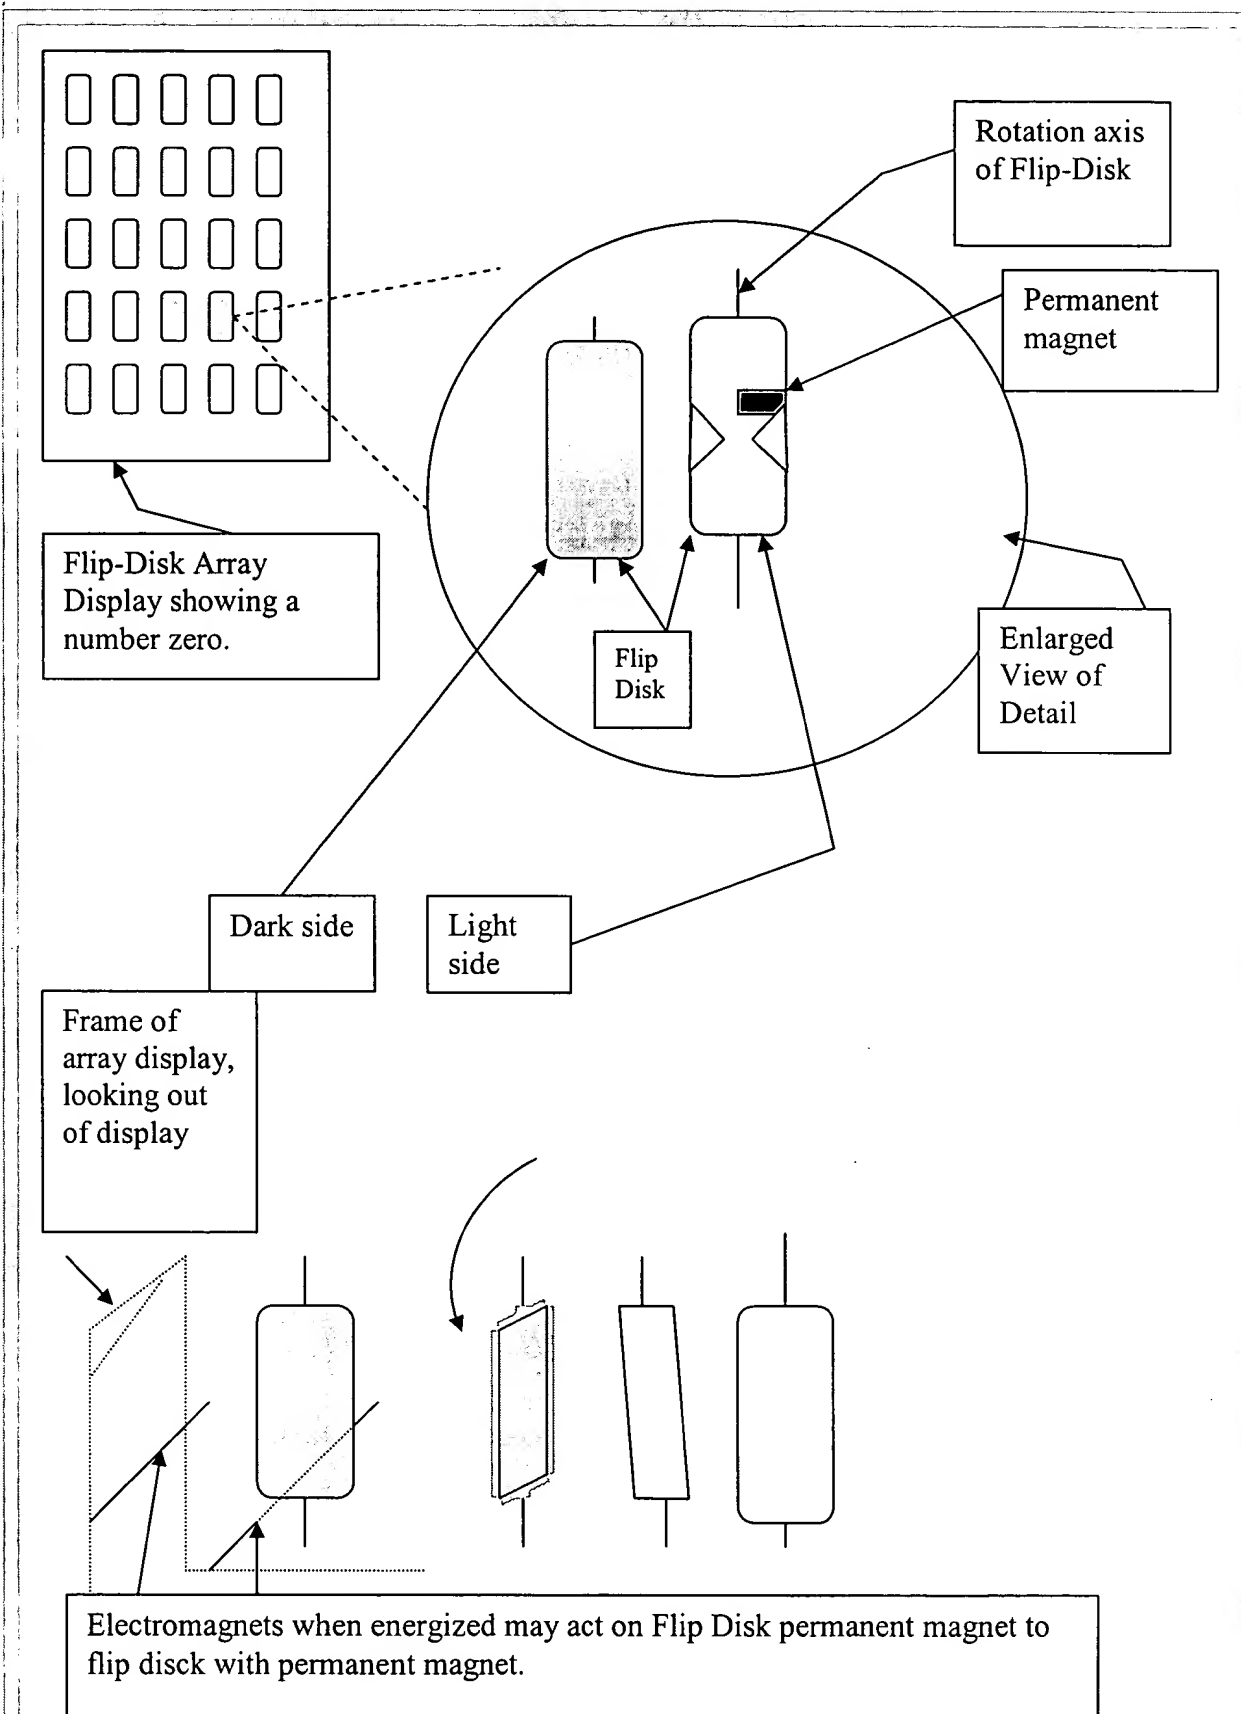 Rotation axis
of Flip-Disk
Permanent
magnet
Flip-Disk Array
Display showing a
number zero.
Flip
Disk
Enlarged
View of
Detail
Dark side
Light
side
Frame of
array display,
looking out
of display
Electromagnets when energized may act on Flip Disk permanent magnet to
flip disck with permanent magnet.